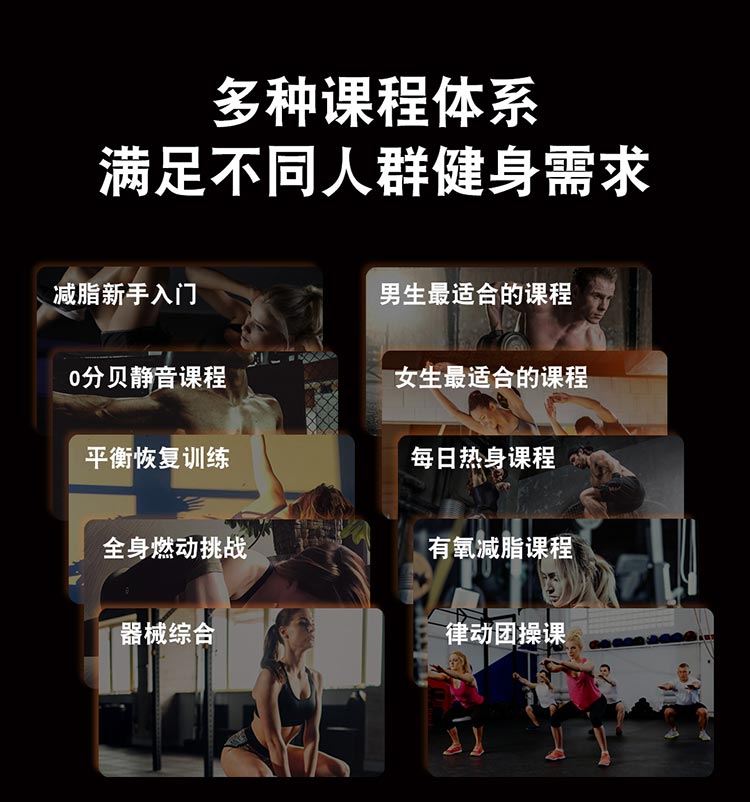 多种课程体系
满足不同人群健身需求
减脂新手入门
0分贝静音课程
平衡恢复训练
全身燃动挑战
器械综合
男生最适合的课程
女生最适合的课程
每日热身课程
有氧减脂课程
律动团操课